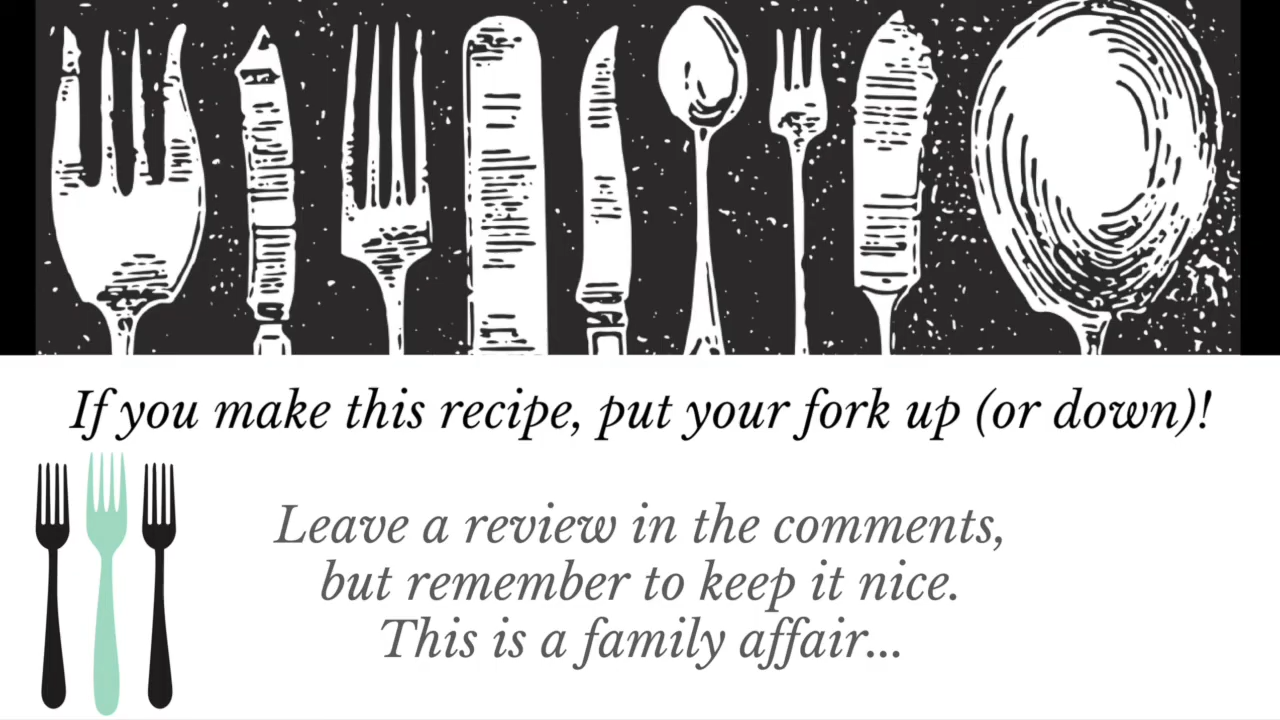 If you make this recipe, put your fork up (or down)!
Leave a review in the comments,
but remember to keep it nice.
This is a family affair...